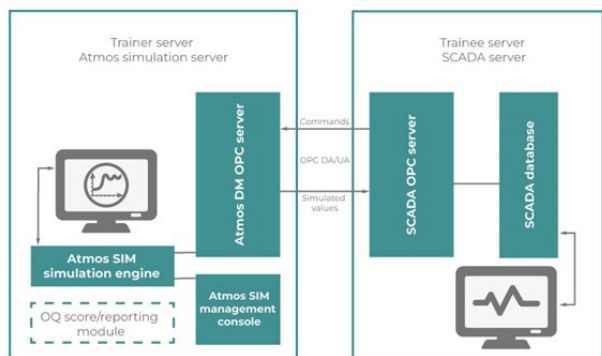 Trainer server
Atmos simulation server
Trainee server
SCADA server
Atmos DM OPC server
Commands
OPC DA/UA
Simulated
values
SCADA OPC server
SCADA database
Atmos SIM
simulation engine
OQ score/reporting
module
Atmos SIM
management
console